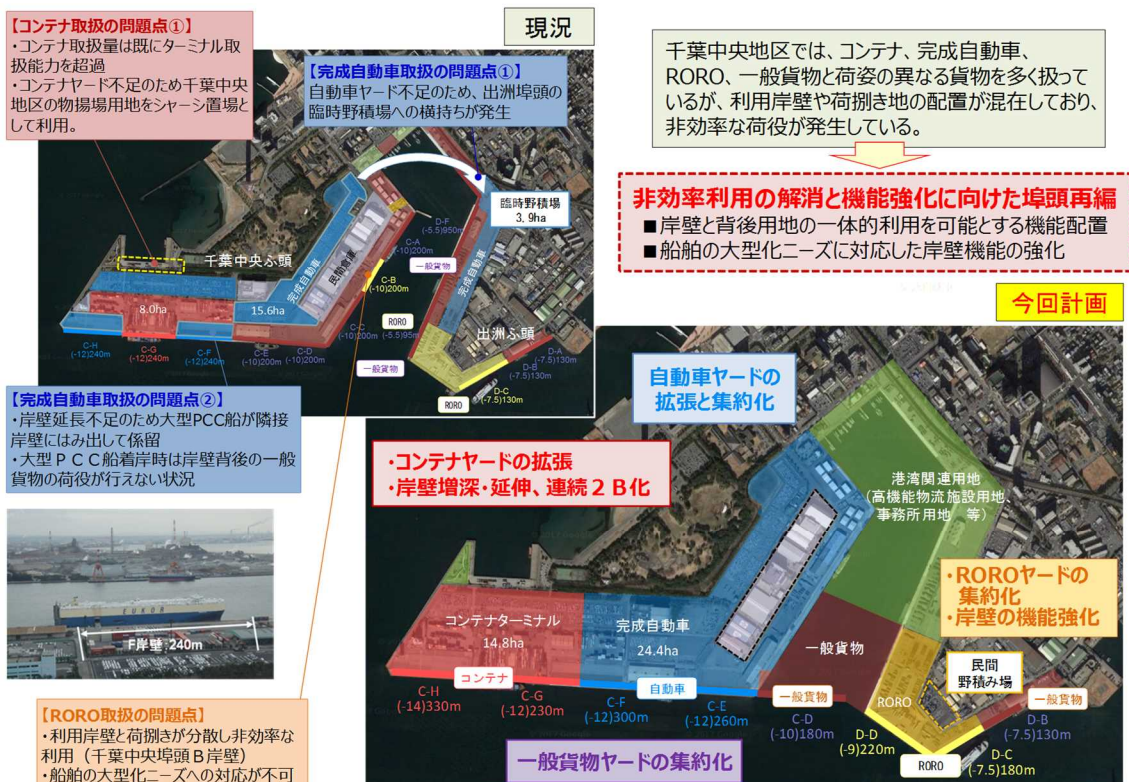 【コンテナ取扱の問題点①】
・コンテナ取扱量は既にターミナル取
扱能力を超過
・コンテナヤード不足のため千葉中央
地区の物揚場用地をシャーシ置場と
して利用。
現況
【完成自動車取扱の問題点①】
自動車ヤード不足のため、出洲埠頭の
臨時野積場への横持ちが発生
千葉中央地区では、コンテナ、完成自動車、
RORO、一般貨物と荷姿の異なる貨物を多く扱っ
ているが、利用岸壁や荷捌き地の配置が混在しており、
非効率な荷役が発生している。
非効率利用の解消と機能強化に向けた埠頭再編
■岸壁と背後用地の一体的利用を可能とする機能配置
■船舶の大型化ニーズに対応した岸壁機能の強化
臨時野積場
3.9ha
D-F
(-5.5)950m
C-A
(-10)200m
一般貨物
C-B
(-10)200m
千葉中央ふ頭
完成自動車
民間倉庫
完成自動車
8.0ha
15.6ha
C-H
(-12)240m
C-G
(-12)240m
C-F
(-12)240m
C-E
(-10)200m
C-D
(-10)200m
C-C
(-10)200m
RORO
(-5.5)95m
一般貨物
出洲ふ頭
D-A
(-7.5)130m
D-B
(-7.5)130m
D-C
(-7.5)130m
RORO
【完成自動車取扱の問題点②】
・岸壁延長不足のため大型PCC船が隣接
岸壁にはみ出して係留
・大型ＰＣＣ船着岸時は岸壁背後の一般
貨物の荷役が行えない状況
EUKOR
F岸壁：240m
【RORO取扱の問題点】
・利用岸壁と荷捌きが分散し非効率な
利用（千葉中央埠頭Ｂ岸壁）
・船舶の大型化ニーズへの対応が不可
今回計画
自動車ヤードの
拡張と集約化
・コンテナヤードの拡張
・岸壁増深・延伸、連続２Ｂ化
港湾関連用地
（高機能物流施設用地、
事務所用地　等）
・ROROヤードの
集約化
・岸壁の機能強化
コンテナターミナル
14.8ha
完成自動車
24.4ha
一般貨物
RORO
民間
野積み場
コンテナ
自動車
一般貨物
一般貨物
C-H
(-14)330m
C-G
(-12)230m
C-F
(-12)300m
C-E
(-12)260m
C-D
(-10)180m
D-D
(-9)220m
RORO
D-C
(-7.5)180m
D-B
(-7.5)130m
一般貨物ヤードの集約化